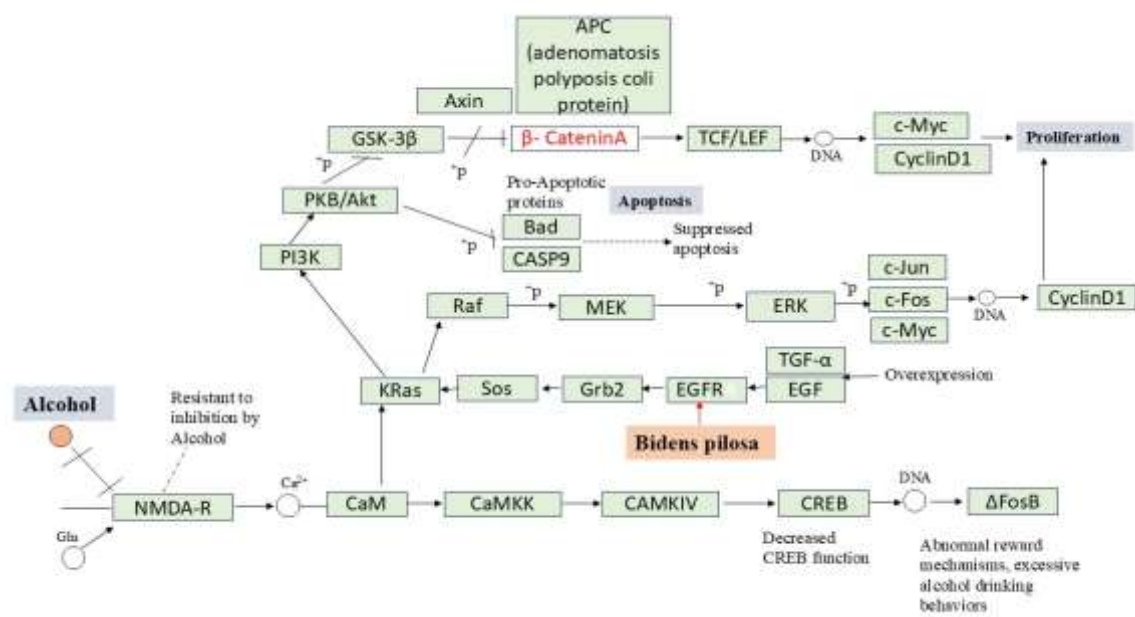 APC
(adenomatosis
polyposis coli
protein)
Axin
GSK-3β
β- CateninA
TCF/LEF
DNA
c-Myc
CyclinD1
Proliferation
⁺p
⁺p
PKB/Akt
Pro-Apoptotic
proteins
Apoptosis
Bad
CASP9
⁺p
Suppressed
apoptosis
PI3K
Raf
⁺p
MEK
⁺p
ERK
⁺p
c-Jun
c-Fos
c-Myc
DNA
CyclinD1
TGF-α
EGF
Overexpression
KRas
Sos
Grb2
EGFR
Bidens pilosa
Alcohol
Resistant to
inhibition by
Alcohol
NMDA-R
Glu
Ca²⁺
CaM
CaMKK
CAMKIV
CREB
DNA
ΔFosB
Decreased
CREB function
Abnormal reward
mechanisms, excessive
alcohol drinking
behaviors